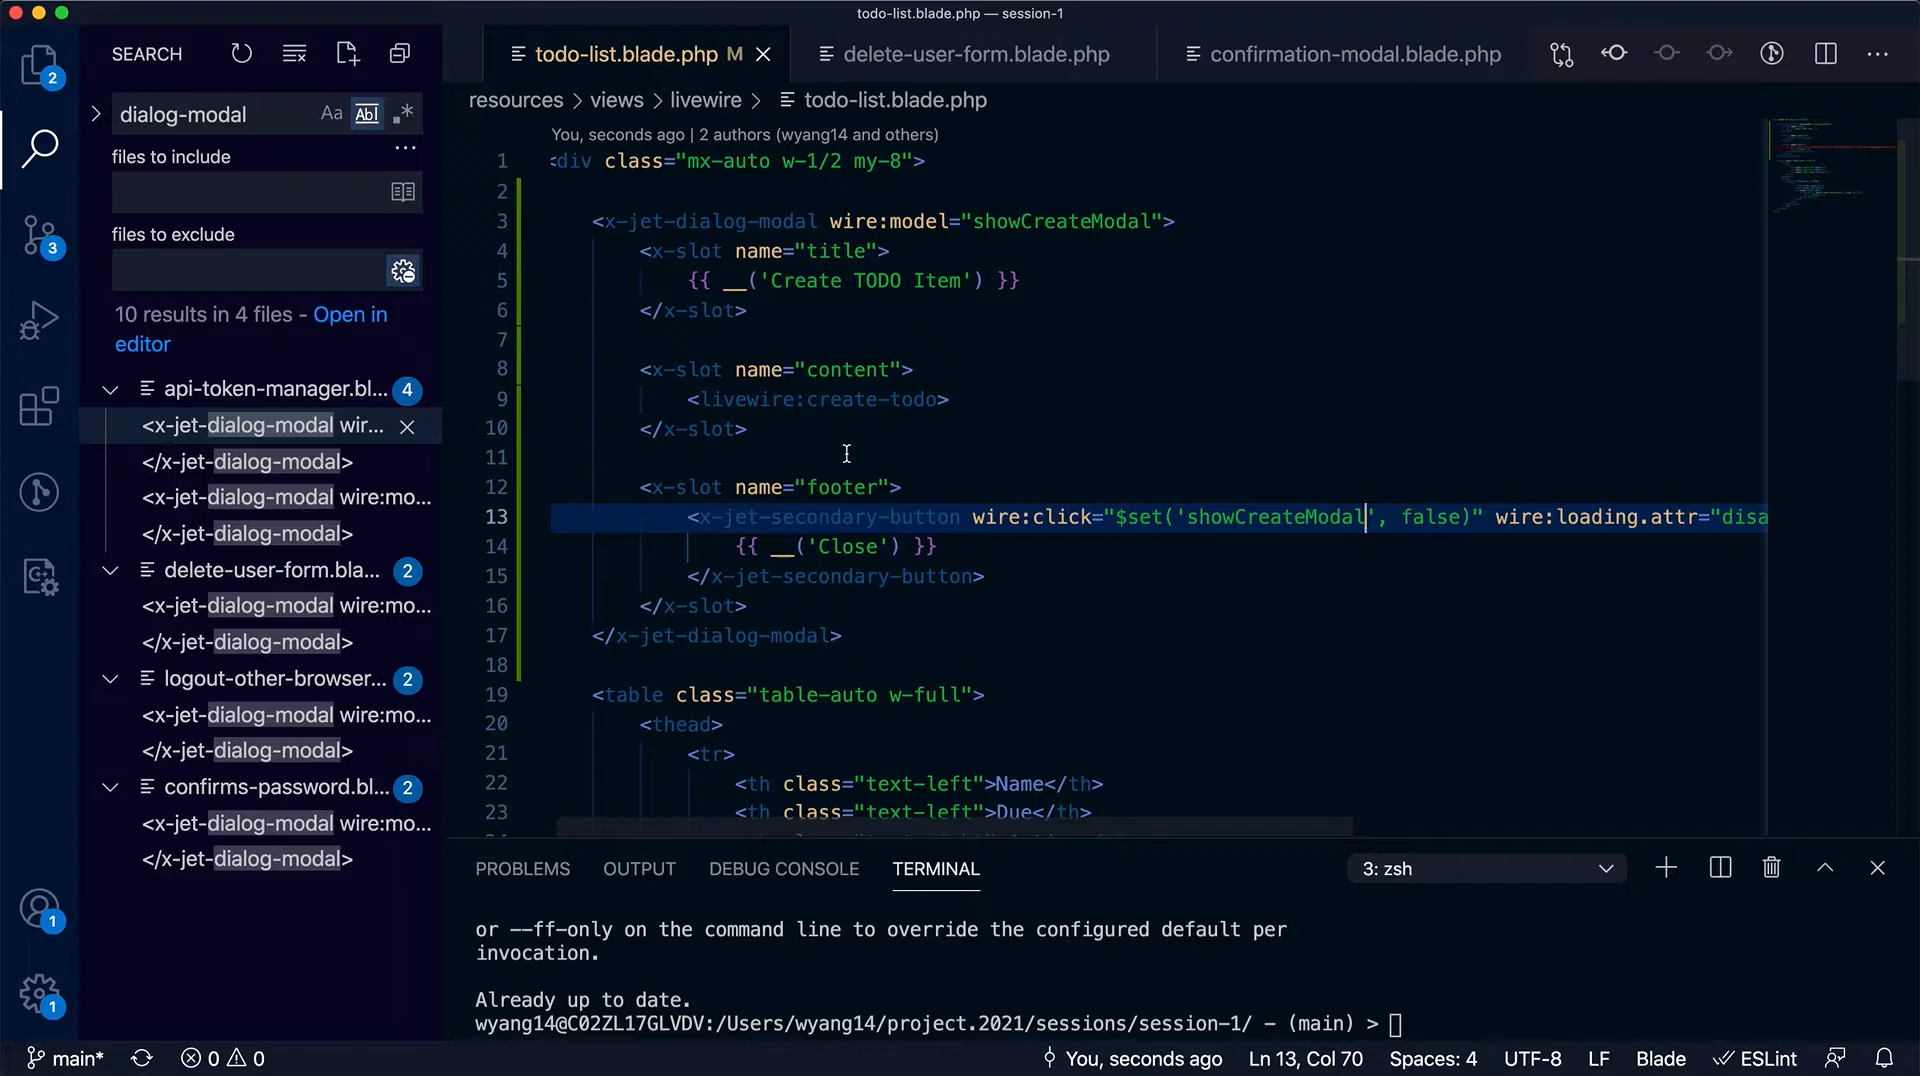 todo-list.blade.php — session-1
SEARCH
dialog-modal
Aa
Abl
.*
files to include
files to exclude
10 results in 4 files - Open in
editor
api-token-manager.bl... 4
<x-jet-dialog-modal wir...
</x-jet-dialog-modal>
<x-jet-dialog-modal wire:mo...
</x-jet-dialog-modal>
delete-user-form.bla... 2
<x-jet-dialog-modal wire:mo...
</x-jet-dialog-modal>
logout-other-browser... 2
<x-jet-dialog-modal wire:mo...
</x-jet-dialog-modal>
confirms-password.bl... 2
<x-jet-dialog-modal wire:mo...
</x-jet-dialog-modal>
2
3
1
1
todo-list.blade.php M
delete-user-form.blade.php
confirmation-modal.blade.php
resources > views > livewire > todo-list.blade.php
You, seconds ago | 2 authors (wyang14 and others)
1 <div class="mx-auto w-1/2 my-8">
2
3 <x-jet-dialog-modal wire:model="showCreateModal">
4 <x-slot name="title">
5 {{ __('Create TODO Item') }}
6 </x-slot>
7
8 <x-slot name="content">
9 <livewire:create-todo>
10 </x-slot>
11
12 <x-slot name="footer">
13 <x-jet-secondary-button wire:click="$set('showCreateModal', false)" wire:loading.attr="disa
14 {{ __('Close') }}
15 </x-jet-secondary-button>
16 </x-slot>
17 </x-jet-dialog-modal>
18
19 <table class="table-auto w-full">
20 <thead>
21 <tr>
22 <th class="text-left">Name</th>
23 <th class="text-left">Due</th>
PROBLEMS OUTPUT DEBUG CONSOLE TERMINAL
3: zsh
or --ff-only on the command line to override the configured default per
invocation.
Already up to date.
wyang14@C02ZL17GLVDV:/Users/wyang14/project.2021/sessions/session-1/ - (main) >
main* 0 0
You, seconds ago Ln 13, Col 70 Spaces: 4 UTF-8 LF Blade ESLint